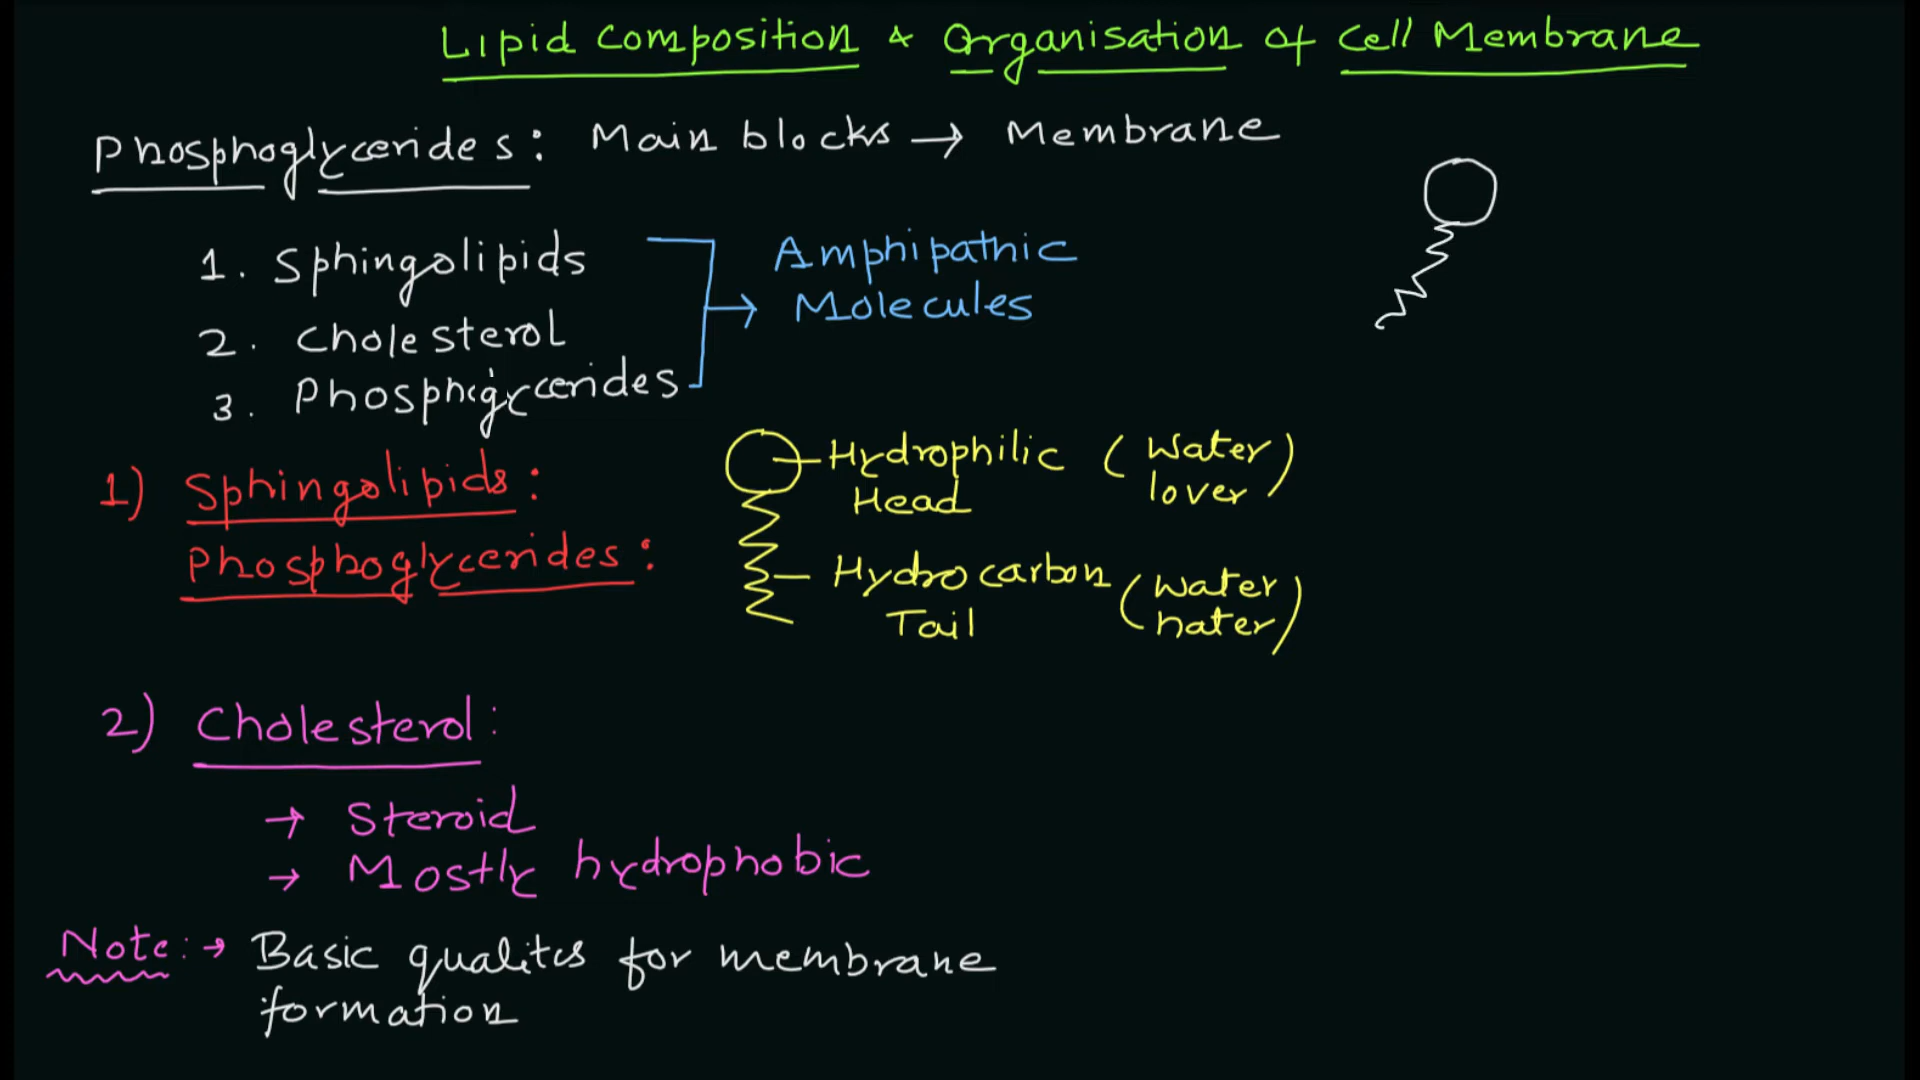 Lipid composition & Organisation of Cell Membrane
Phosphoglycerides: Main blocks → Membrane
1. Sphingolipids
2. Cholesterol
3. Phosphoglycerides
Amphipathic
Molecules
1) Sphingolipids:
Phosphoglycerides:
Hydrophilic (Water
Head lover)
Hydrocarbon (Water
Tail hater)
2) Cholesterol:
→ Steroid
→ Mostly hydrophobic
Note:→ Basic qualites for membrane
formation